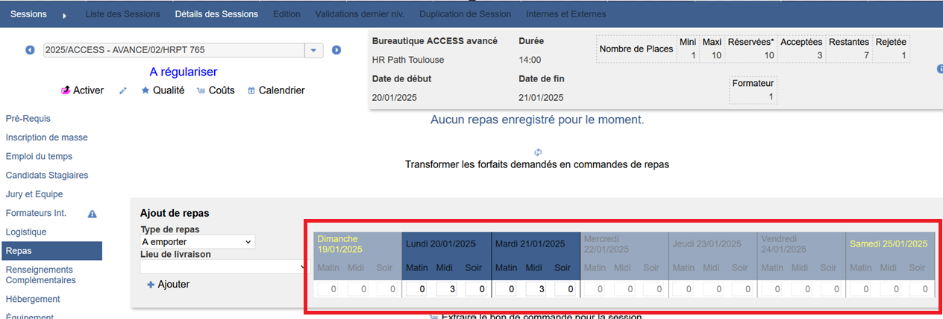 Sessions Liste des Sessions Détails des Sessions Edition Validations dernier niv. Duplication de Session Internes et Externes
2025/ACCESS - AVANCE/02/HRPT 765
A régulariser
Activer Qualité Coûts Calendrier
Bureautique ACCESS avancé Durée
HR Path Toulouse 14:00
Date de début Date de fin
20/01/2025 21/01/2025
Nombre de Places Mini Maxi Réservées* Acceptées Restantes Rejetée
1 10 10 3 7 1
Formateur
1
Pré-Requis
Inscription de masse
Emploi du temps
Candidats Stagiaires
Jury et Equipe
Formateurs Int.
Logistique
Repas
Renseignements
Complémentaires
Hébergement
Équipement
Aucun repas enregistré pour le moment.
Transformer les forfaits demandés en commandes de repas
Ajout de repas
Type de repas
A emporter
Lieu de livraison
Ajouter
Dimanche
19/01/2025 Lundi 20/01/2025 Mardi 21/01/2025 Mercredi
22/01/2025 Jeudi 23/01/2025 Vendredi
24/01/2025 Samedi 25/01/2025
Matin Midi Soir Matin Midi Soir Matin Midi Soir Matin Midi Soir Matin Midi Soir Matin Midi Soir Matin Midi Soir
0 0 0 0 3 0 0 3 0 0 0 0 0 0 0 0 0 0 0 0 0
Extraire le bon de commande pour la session